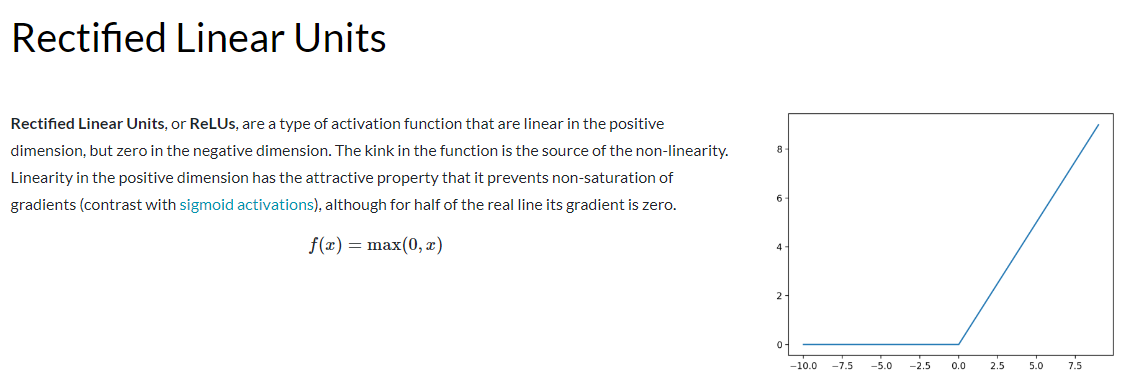 Rectified Linear Units
Rectified Linear Units, or ReLUs, are a type of activation function that are linear in the positive
dimension, but zero in the negative dimension. The kink in the function is the source of the non-linearity.
Linearity in the positive dimension has the attractive property that it prevents non-saturation of
gradients (contrast with sigmoid activations), although for half of the real line its gradient is zero.
f(x) = max(0, x)
8
6
4
2
0
−10.0 −7.5 −5.0 −2.5 0.0 2.5 5.0 7.5